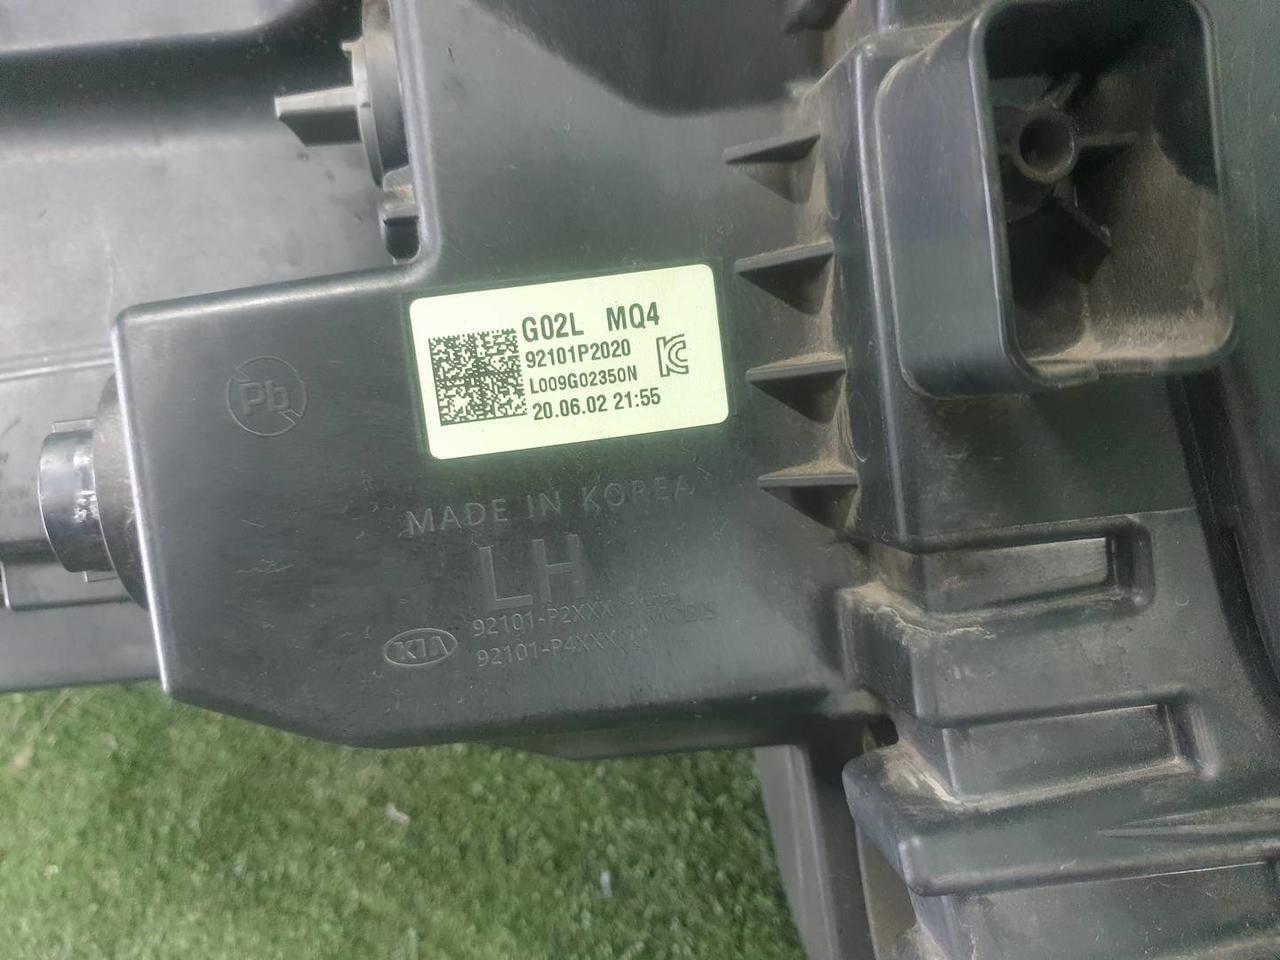 G02L MQ4
92101P2020
L009G02350N
20.06.02 21:55
Pb
MADE IN KOREA
LH
92101-P2XXX
KIA
92101-P4XXX MOBIS